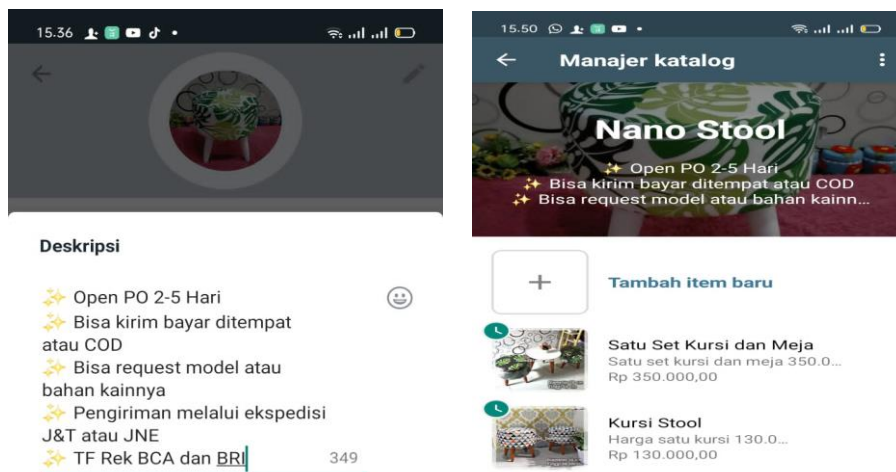 15.36
Deskripsi
✨ Open PO 2-5 Hari
✨ Bisa kirim bayar ditempat
atau COD
✨ Bisa request model atau
bahan kainnya
✨ Pengiriman melalui ekspedisi
J&T atau JNE
✨ TF Rek BCA dan BRI
349
15.50
Manajer katalog
Nano Stool
✨ Open PO 2-5 Hari
✨ Bisa kirim bayar ditempat atau COD
✨ Bisa request model atau bahan kainn...
Tambah item baru
Satu Set Kursi dan Meja
Satu set kursi dan meja 350.0...
Rp 350.000,00
Kursi Stool
Harga satu kursi 130.0...
Rp 130.000,00